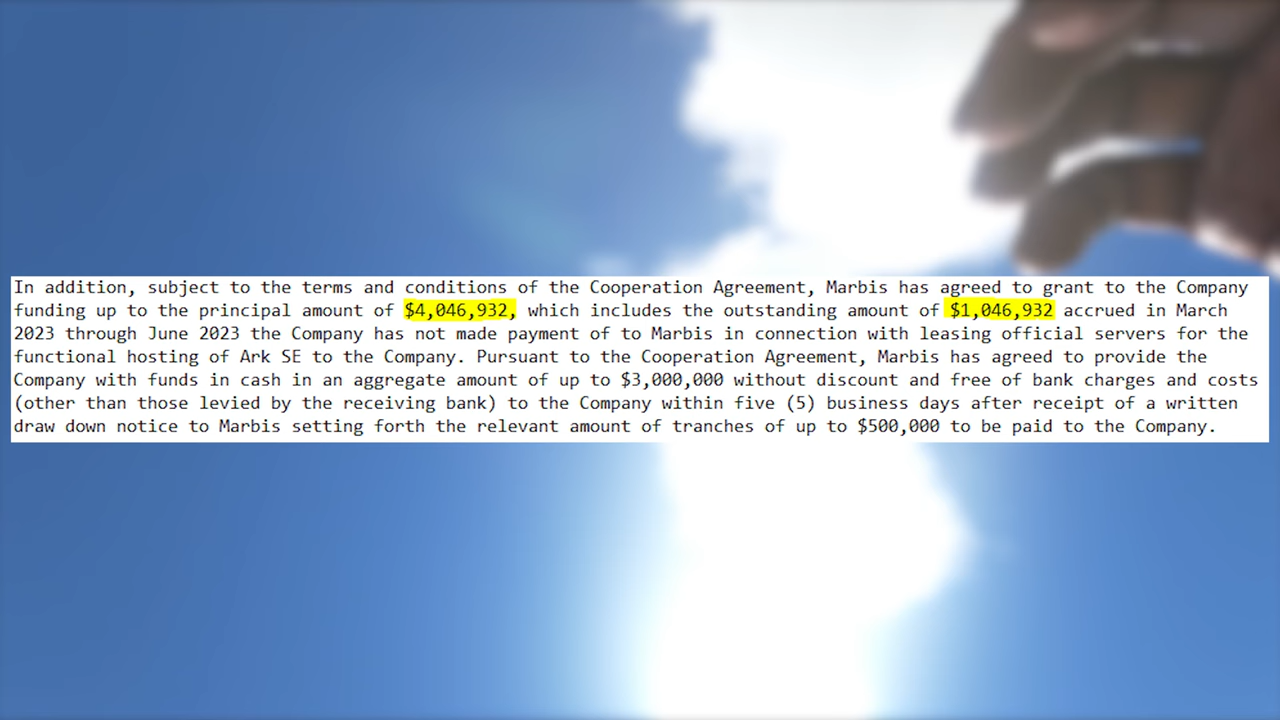 In addition, subject to the terms and conditions of the Cooperation Agreement, Marbis has agreed to grant to the Company
funding up to the principal amount of $4,046,932, which includes the outstanding amount of $1,046,932 accrued in March
2023 through June 2023 the Company has not made payment of to Marbis in connection with leasing official servers for the
functional hosting of Ark SE to the Company. Pursuant to the Cooperation Agreement, Marbis has agreed to provide the
Company with funds in cash in an aggregate amount of up to $3,000,000 without discount and free of bank charges and costs
(other than those levied by the receiving bank) to the Company within five (5) business days after receipt of a written
draw down notice to Marbis setting forth the relevant amount of tranches of up to $500,000 to be paid to the Company.